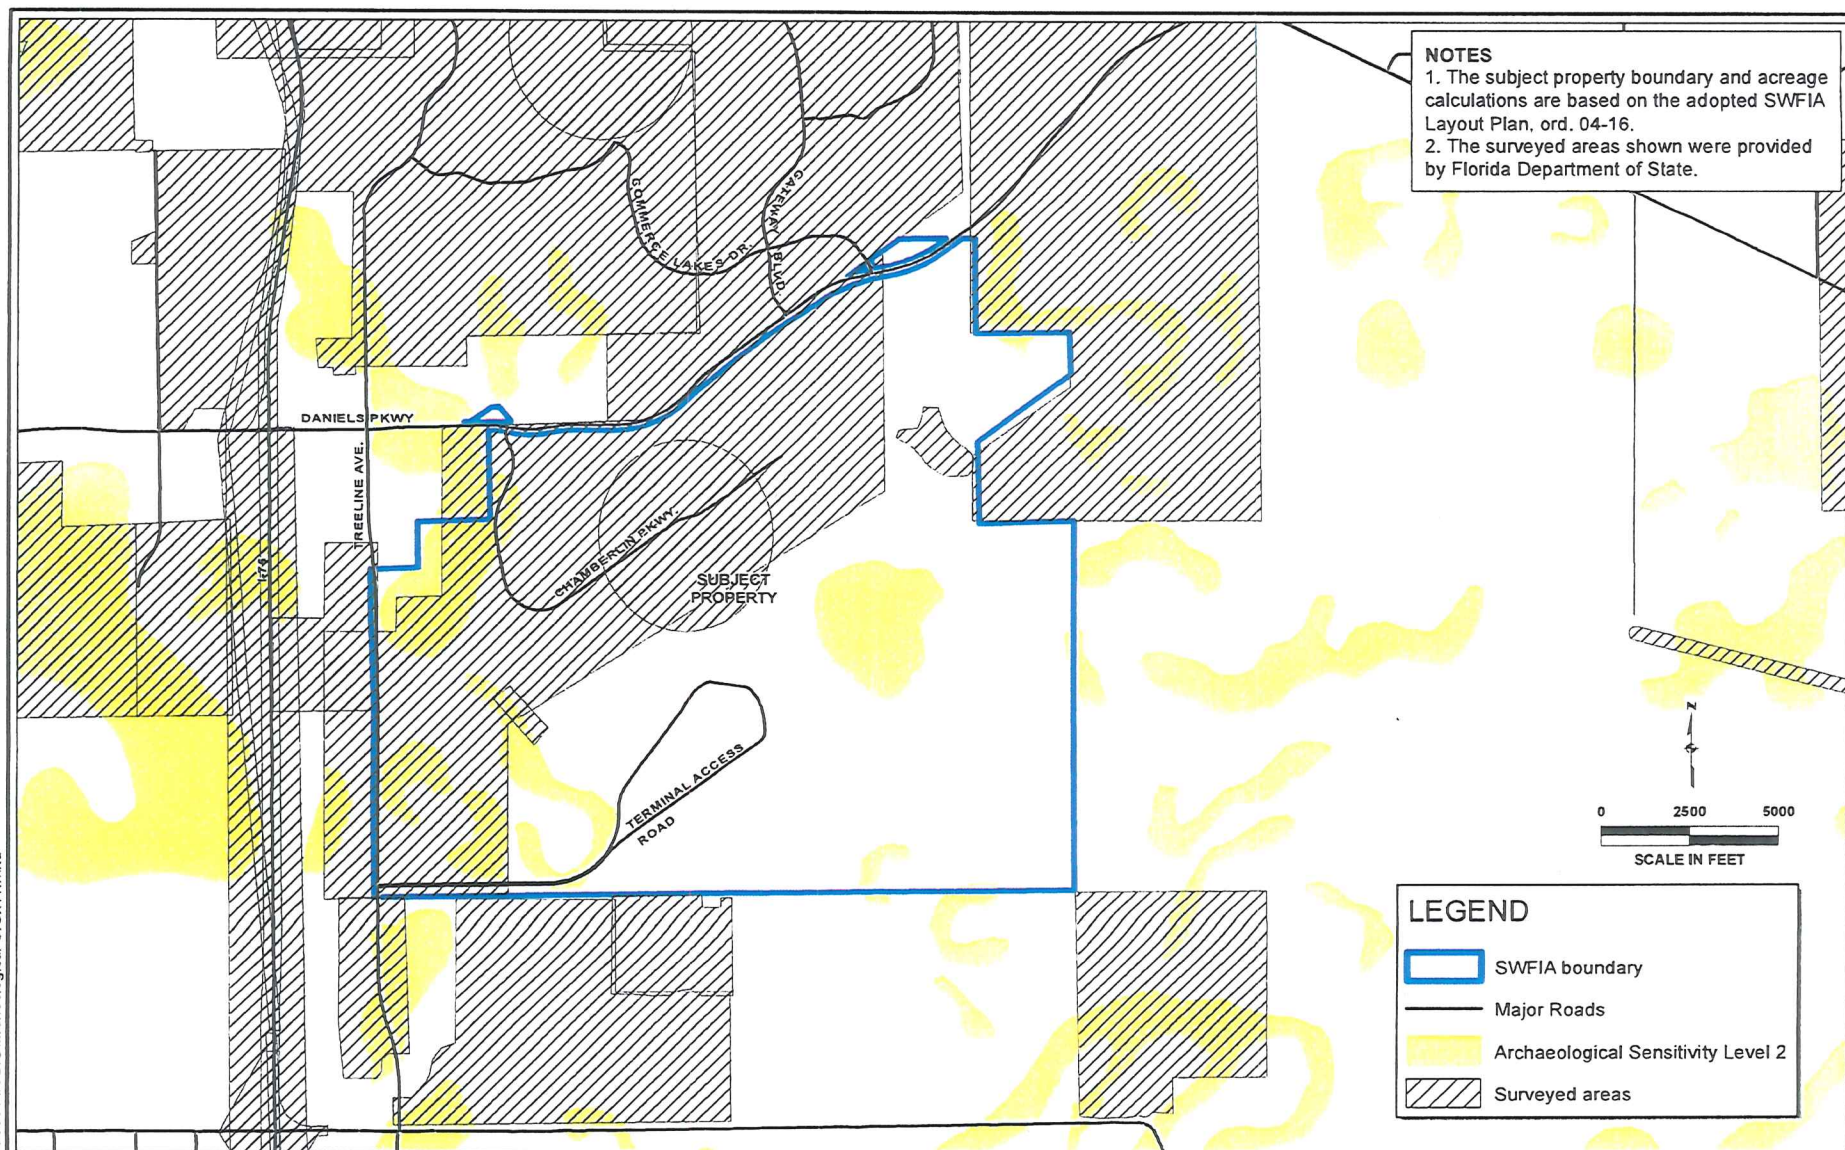 NOTES
1. The subject property boundary and acreage
calculations are based on the adopted SWFIA
Layout Plan, ord. 04-16.
2. The surveyed areas shown were provided
by Florida Department of State.
COMMERCE LAKES DR.
GATEWAY BLVD.
DANIELS PKWY
TREELINE AVE.
I-75
CHAMBERLIN PKWY.
SUBJECT
PROPERTY
TERMINAL ACCESS
ROAD
N
0 2500 5000
SCALE IN FEET
LEGEND
SWFIA boundary
Major Roads
Archaeological Sensitivity Level 2
Surveyed areas